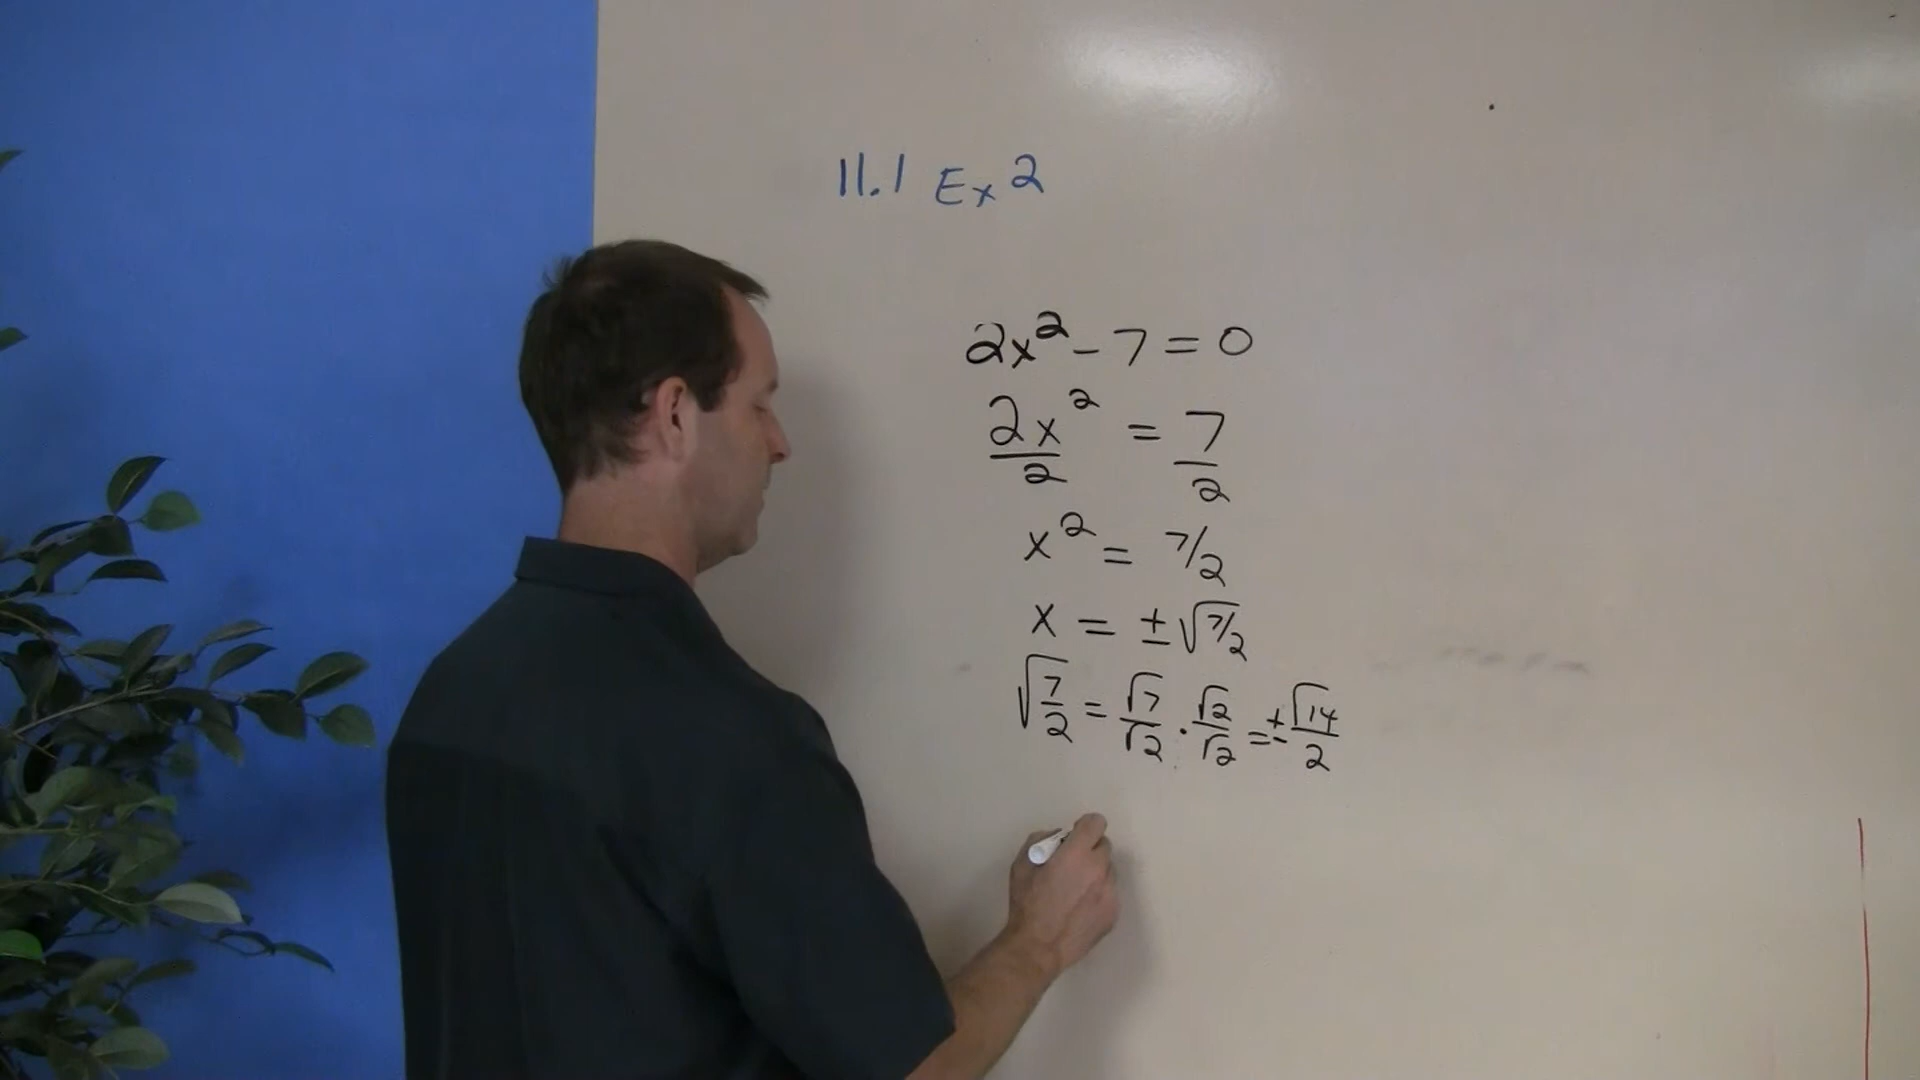 11.1 Ex 2
2x² - 7 = 0
2x²/2 = 7/2
x² = 7/2
x = ±√7/2
√7/2 = √7/√2 · √2/√2 = ±√14/2